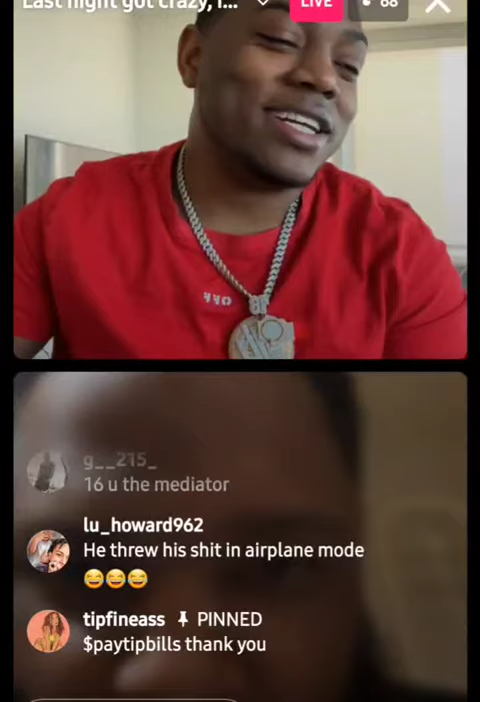 Last night got crazy, I...
LIVE
68
g__215_
16 u the mediator
lu_howard962
He threw his shit in airplane mode
😂😂😂
tipfineass PINNED
$paytipbills thank you